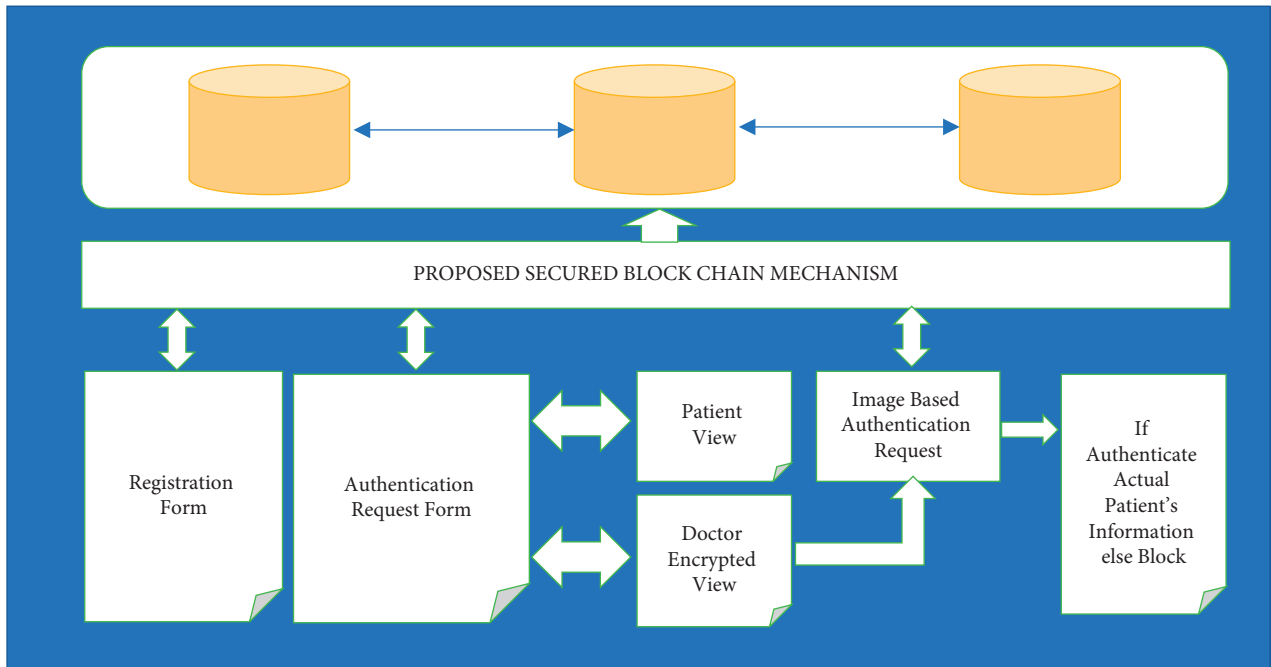 PROPOSED SECURED BLOCK CHAIN MECHANISM
Registration
Form
Authentication
Request Form
Patient
View
Doctor
Encrypted
View
Image Based
Authentication
Request
If
Authenticate
Actual
Patient's
Information
else Block